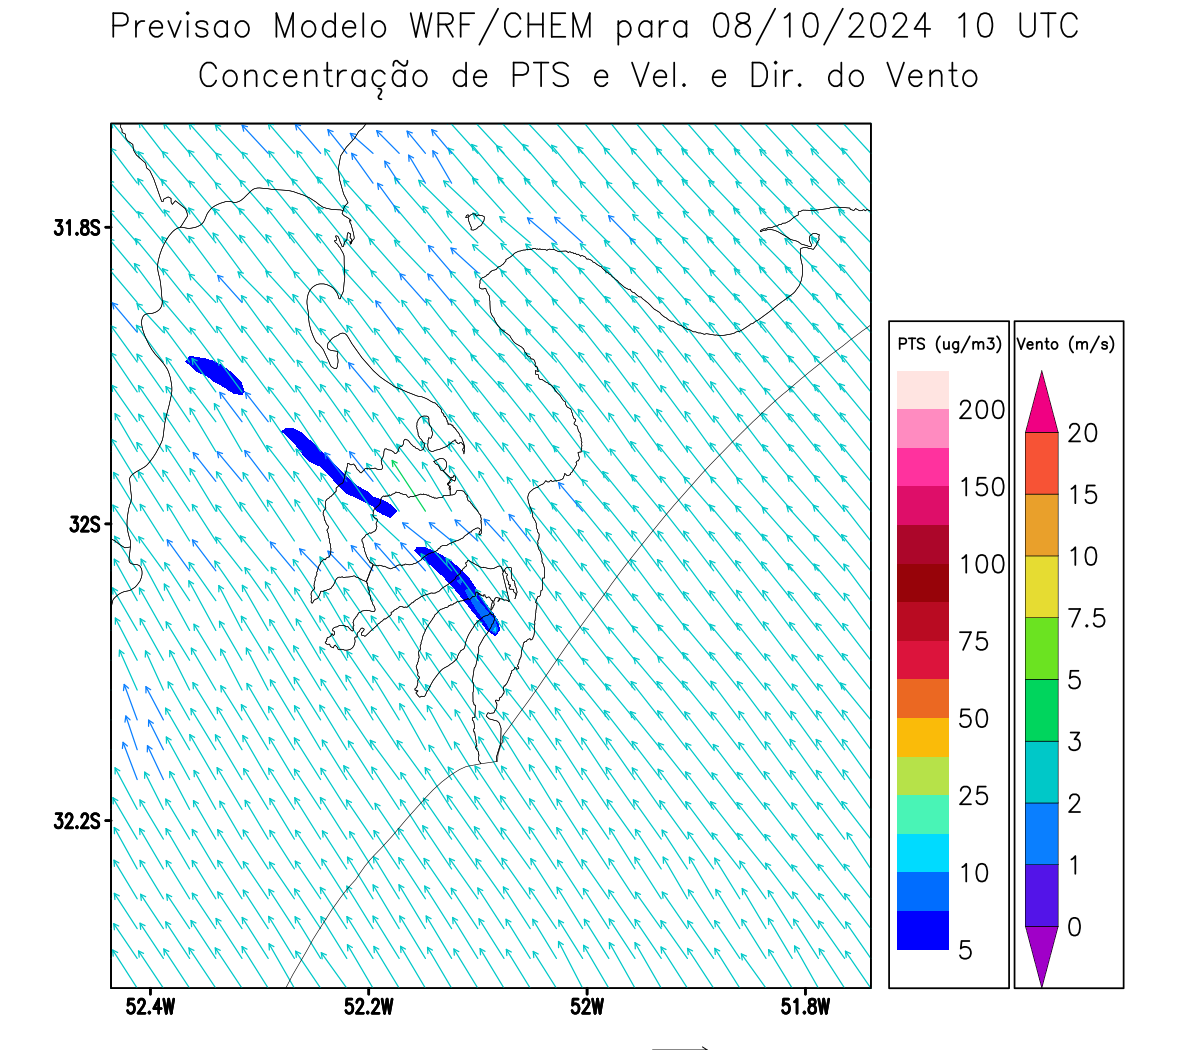 Previsao Modelo WRF/CHEM para 08/10/2024 10 UTC
Concentração de PTS e Vel. e Dir. do Vento
31.8S
32S
32.2S
52.4W
52.2W
52W
51.8W
PTS (ug/m3)
200
150
100
75
50
25
10
5
Vento (m/s)
20
15
10
7.5
5
3
2
1
0